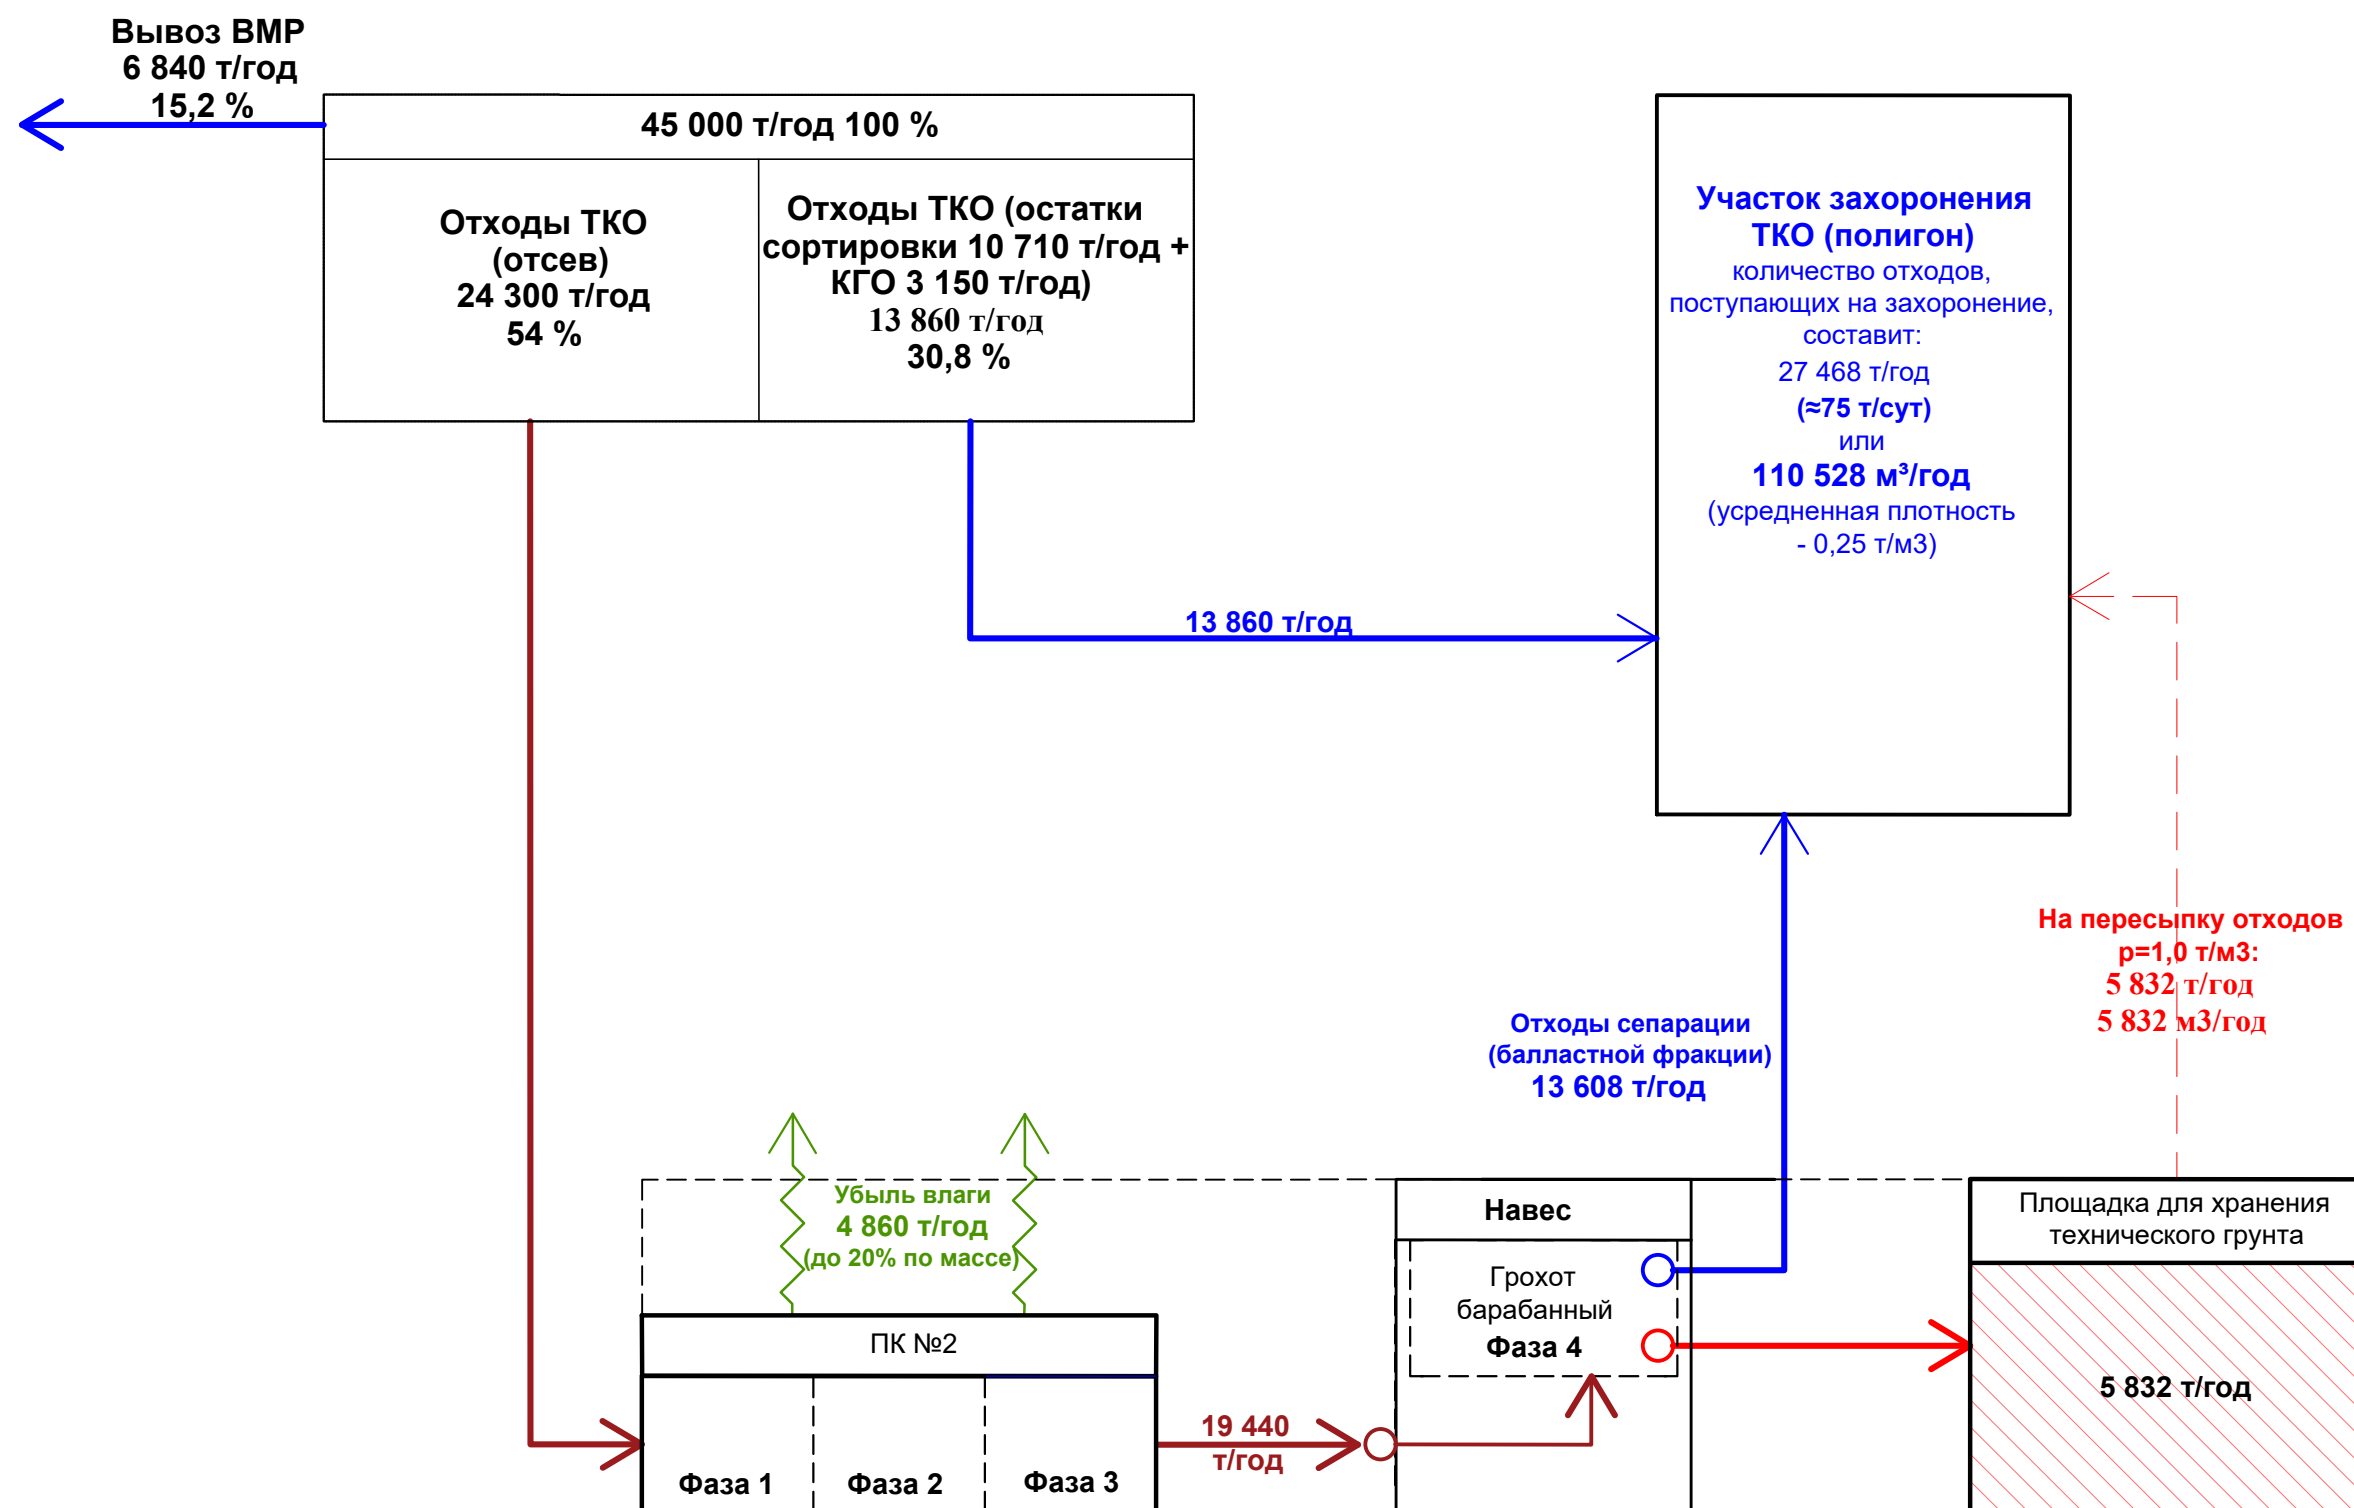 Вывоз ВМР
6 840 т/год
15,2 %
45 000 т/год 100 %
Отходы ТКО
(отсев)
24 300 т/год
54 %
Отходы ТКО (остатки
сортировки 10 710 т/год +
КГО 3 150 т/год)
13 860 т/год
30,8 %
Участок захоронения
ТКО (полигон)
количество отходов,
поступающих на захоронение,
составит:
27 468 т/год
(≈75 т/сут)
или
110 528 м³/год
(усредненная плотность
- 0,25 т/м3)
13 860 т/год
На пересыпку отходов
р=1,0 т/м3:
5 832 т/год
5 832 м3/год
Отходы сепарации
(балластной фракции)
13 608 т/год
Убыль влаги
4 860 т/год
(до 20% по массе)
Навес
Грохот
барабанный
Фаза 4
Площадка для хранения
технического грунта
5 832 т/год
ПК №2
19 440
т/год
Фаза 1
Фаза 2
Фаза 3